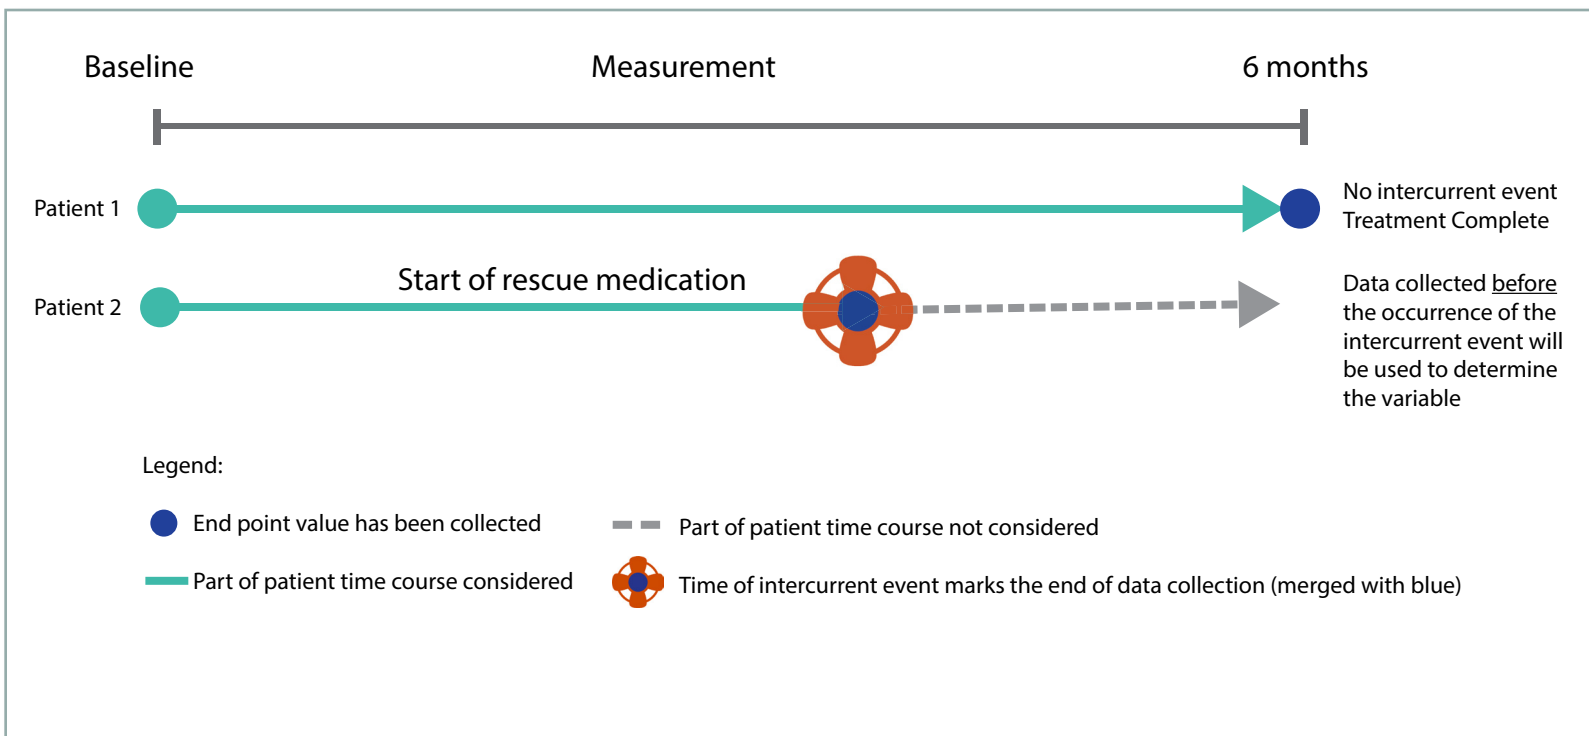 Baseline
Measurement
6 months
Patient 1
No intercurrent event
Treatment Complete
Start of rescue medication
Patient 2
Data collected before
the occurrence of the
intercurrent event will
be used to determine
the variable
Legend:
End point value has been collected
Part of patient time course not considered
Part of patient time course considered
Time of intercurrent event marks the end of data collection (merged with blue)